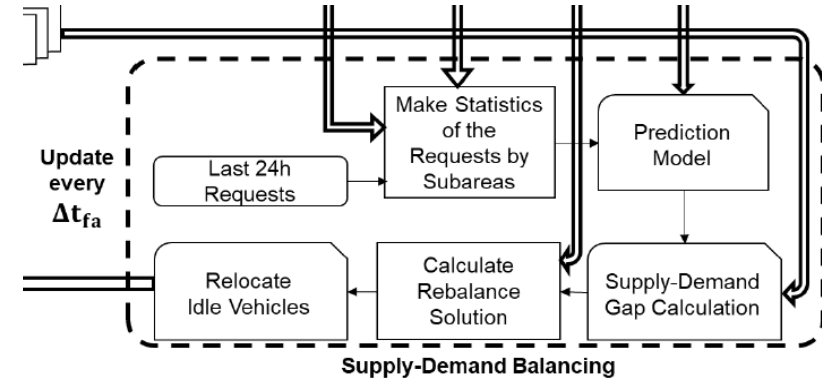 Make Statistics
of the
Requests by
Subareas
Prediction
Model
Last 24h
Requests
Update
every
Δt_fa
Relocate
Idle Vehicles
Calculate
Rebalance
Solution
Supply-Demand
Gap Calculation
Supply-Demand Balancing